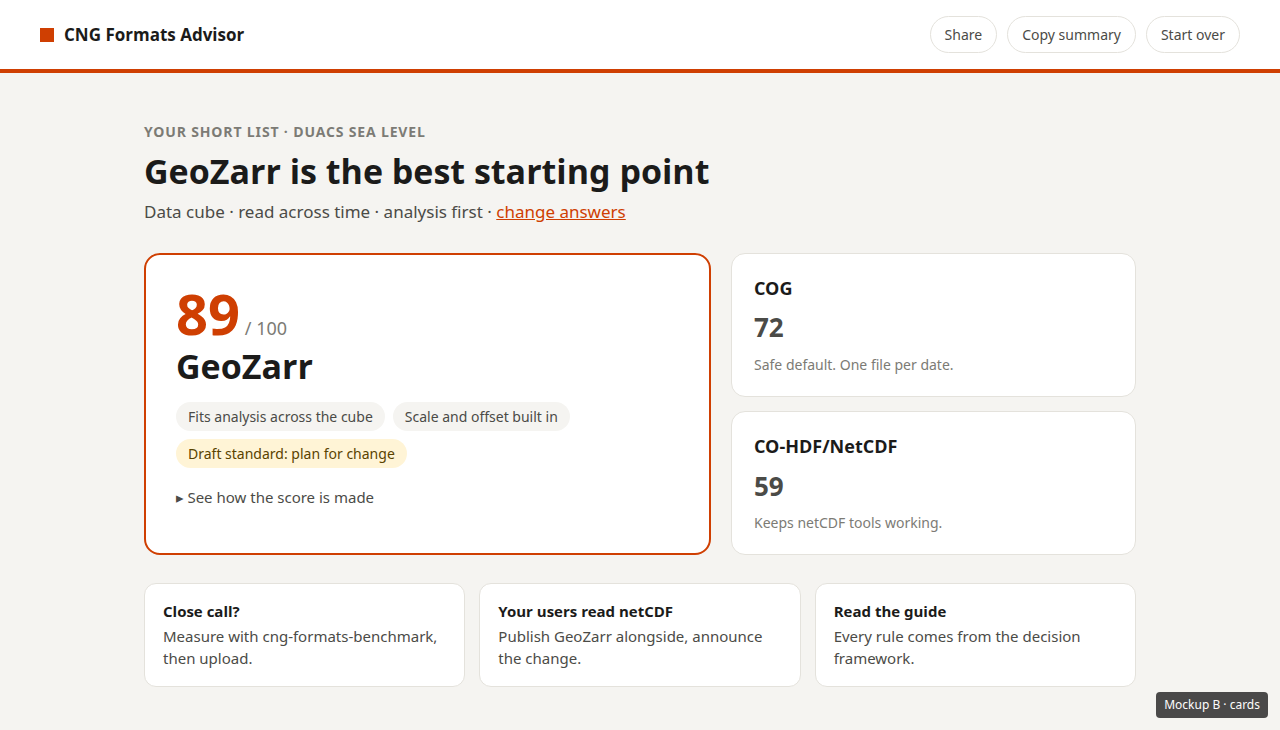 CNG Formats Advisor
Share
Copy summary
Start over
YOUR SHORT LIST · DUACS SEA LEVEL
GeoZarr is the best starting point
Data cube · read across time · analysis first · change answers
89 / 100
GeoZarr
Fits analysis across the cube
Scale and offset built in
Draft standard: plan for change
▸ See how the score is made
COG
72
Safe default. One file per date.
CO-HDF/NetCDF
59
Keeps netCDF tools working.
Close call?
Measure with cng-formats-benchmark,
then upload.
Your users read netCDF
Publish GeoZarr alongside, announce
the change.
Read the guide
Every rule comes from the decision
framework.
Mockup B · cards